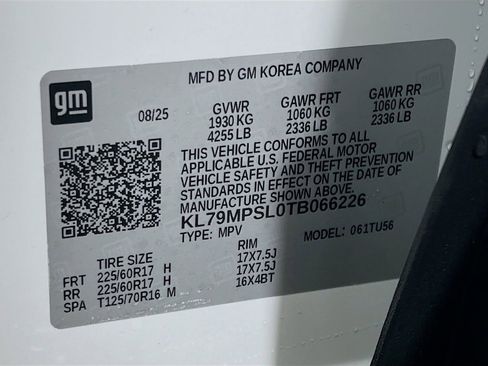 MFD BY GM KOREA COMPANY
gm
08/25
GVWR GAWR FRT GAWR RR
1930 KG 1060 KG 1060 KG
4255 LB 2336 LB 2336 LB
THIS VEHICLE CONFORMS TO ALL
APPLICABLE U.S. FEDERAL MOTOR
VEHICLE SAFETY AND THEFT PREVENTION
STANDARDS IN EFFECT ON THE DATE OF
MANUFACTURE SHOWN ABOVE.
KL79MPSL0TB066226
TYPE: MPV MODEL: 061TU56
TIRE SIZE RIM
FRT 225/60R17 H 17X7.5J
RR 225/60R17 H 17X7.5J
SPA T125/70R16 M 16X4BT